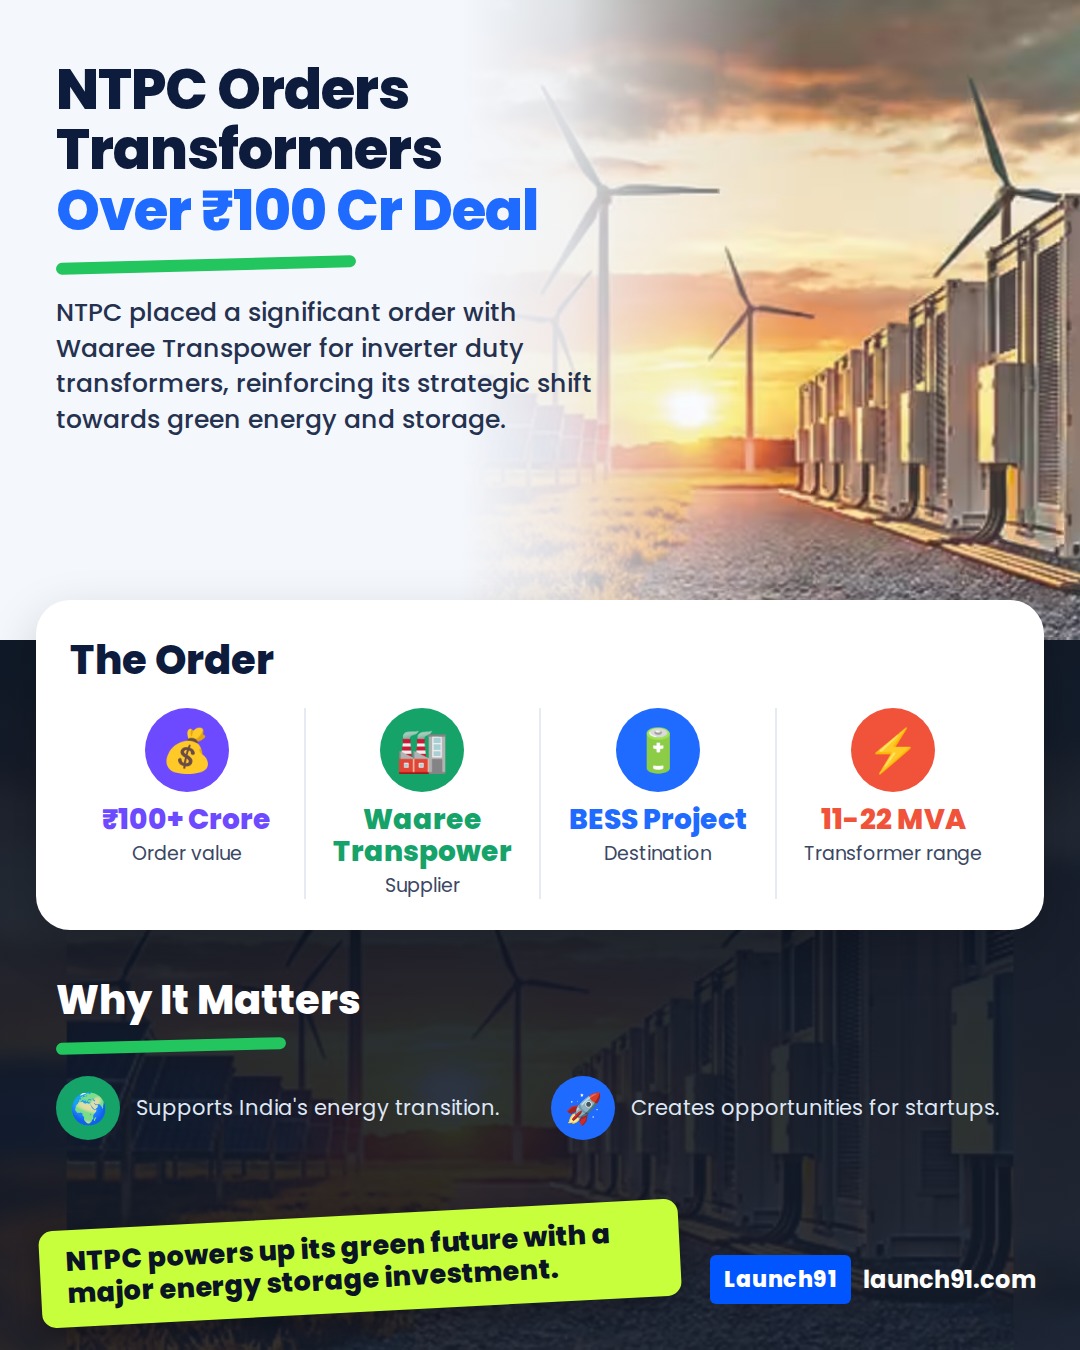 NTPC Orders
Transformers
Over ₹100 Cr Deal
NTPC placed a significant order with
Waaree Transpower for inverter duty
transformers, reinforcing its strategic shift
towards green energy and storage.
The Order
₹100+ Crore
Order value
Waaree
Transpower
Supplier
BESS Project
Destination
11–22 MVA
Transformer range
Why It Matters
Supports India's energy transition.
Creates opportunities for startups.
NTPC powers up its green future with a
major energy storage investment.
Launch91
launch91.com